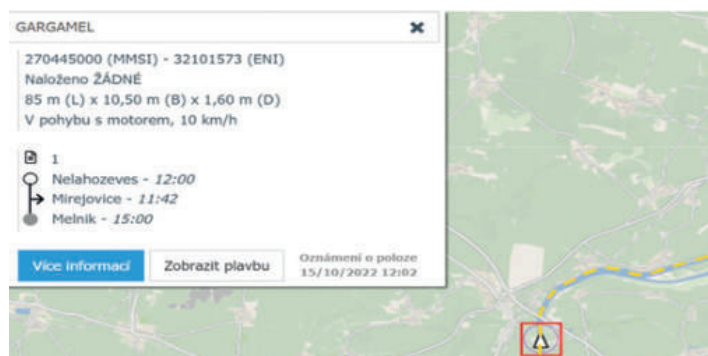 GARGAMEL
270445000 (MMSI) - 32101573 (ENI)
Naloženo ŽÁDNÉ
85 m (L) x 10,50 m (B) x 1,60 m (D)
V pohybu s motorem, 10 km/h
1
Nelahozeves - 12:00
Mirejovice - 11:42
Melnik - 15:00
Více informací
Zobrazit plavbu
Oznámení o poloze
15/10/2022 12:02